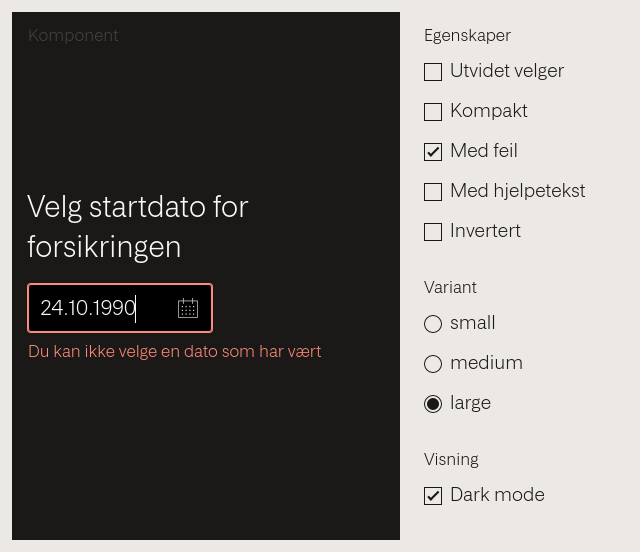 Komponent
Velg startdato for
forsikringen
24.10.1990
Du kan ikke velge en dato som har vært
Egenskaper
Utvidet velger
Kompakt
Med feil
Med hjelpetekst
Invertert
Variant
small
medium
large
Visning
Dark mode